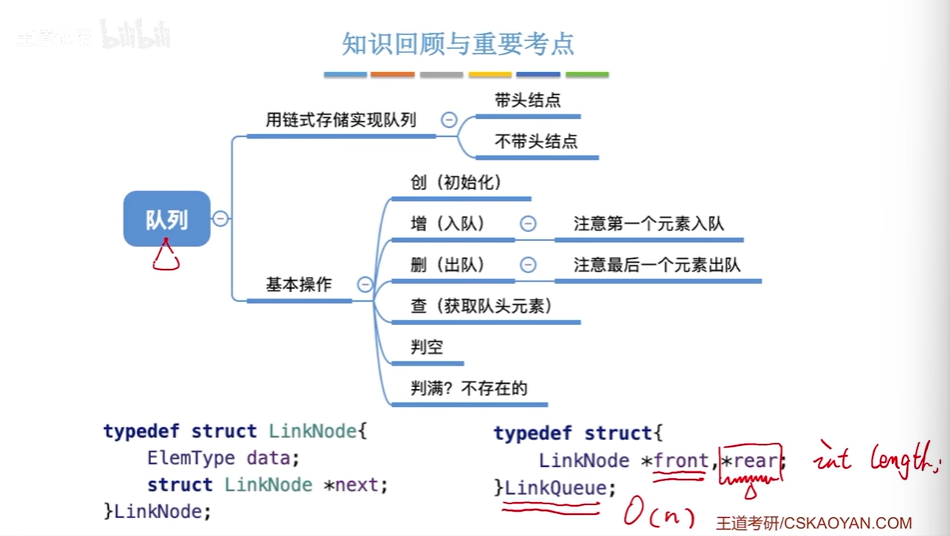 bilibili
知识回顾与重要考点
用链式存储实现队列
带头结点
不带头结点
队列
基本操作
创（初始化）
增（入队）
注意第一个元素入队
删（出队）
注意最后一个元素出队
查（获取队头元素）
判空
判满？不存在的
typedef struct LinkNode{
ElemType data;
struct LinkNode *next;
}LinkNode;
typedef struct{
LinkNode *front,*rear;
int length;
}LinkQueue;
O(n)
王道考研/CSKAOYAN.COM